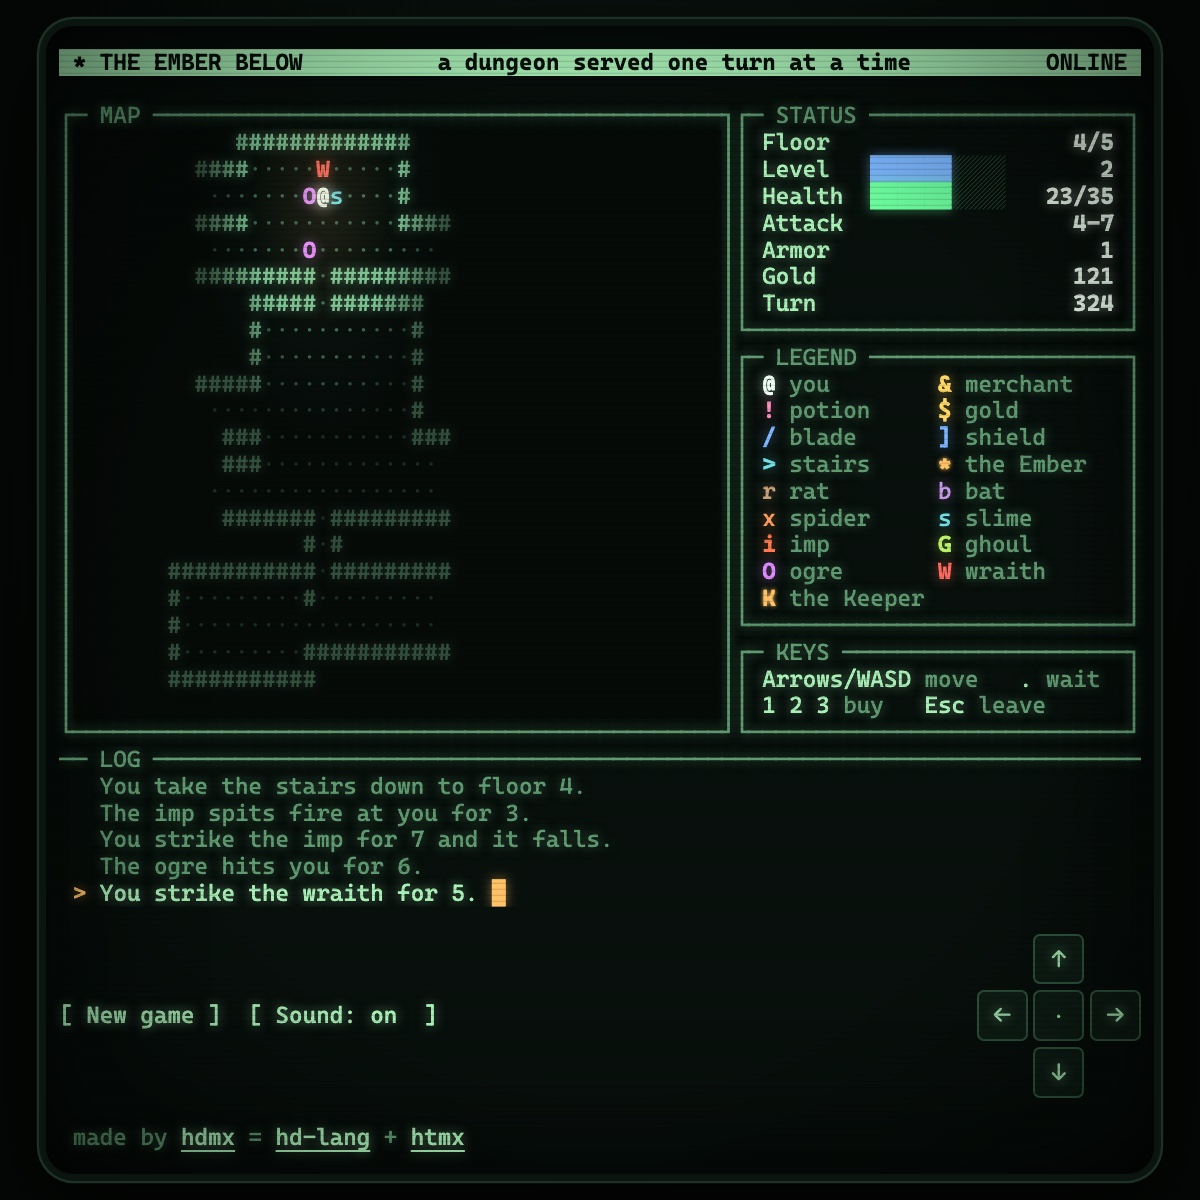 * THE EMBER BELOW a dungeon served one turn at a time ONLINE
MAP
#############
####·····W·····#
·······O@s····#
####···········####
·······O·········
#########·#########
#####·#######
#···········#
#···········#
#####···········#
···············#
###···········###
###·············
·················
#######·#########
#·#
###########·#########
#·········#·········
#···················
#·········###########
###########
STATUS
Floor 4/5
Level 2
Health 23/35
Attack 4-7
Armor 1
Gold 121
Turn 324
LEGEND
@ you & merchant
! potion $ gold
/ blade ] shield
> stairs * the Ember
r rat b bat
x spider s slime
i imp G ghoul
O ogre W wraith
K the Keeper
KEYS
Arrows/WASD move . wait
1 2 3 buy Esc leave
LOG
You take the stairs down to floor 4.
The imp spits fire at you for 3.
You strike the imp for 7 and it falls.
The ogre hits you for 6.
> You strike the wraith for 5.
↑
[ New game ] [ Sound: on ] ← · →
↓
made by hdmx = hd-lang + htmx